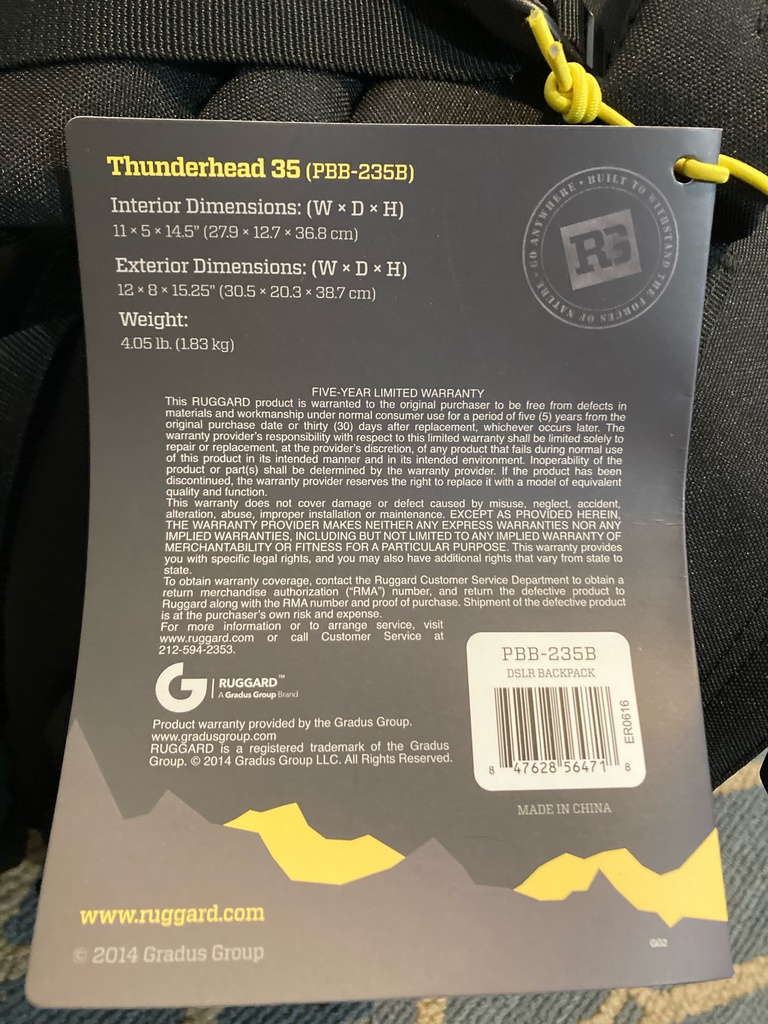 Thunderhead 35 (PBB-235B)
Interior Dimensions: (W × D × H)
11 × 5 × 14.5" (27.9 × 12.7 × 36.8 cm)
Exterior Dimensions: (W × D × H)
12 × 8 × 15.25" (30.5 × 20.3 × 38.7 cm)
Weight:
4.05 lb. (1.83 kg)
GO ANYWHERE • BUILT TO WITHSTAND THE FORCES OF NATURE •
RG
FIVE-YEAR LIMITED WARRANTY
This RUGGARD product is warranted to the original purchaser to be free from defects in
materials and workmanship under normal consumer use for a period of five (5) years from the
original purchase date or thirty (30) days after replacement, whichever occurs later. The
warranty provider's responsibility with respect to this limited warranty shall be limited solely to
repair or replacement, at the provider's discretion, of any product that fails during normal use
of this product in its intended manner and in its intended environment. Inoperability of the
product or part(s) shall be determined by the warranty provider. If the product has been
discontinued, the warranty provider reserves the right to replace it with a model of equivalent
quality and function.
This warranty does not cover damage or defect caused by misuse, neglect, accident,
alteration, abuse, improper installation or maintenance. EXCEPT AS PROVIDED HEREIN,
THE WARRANTY PROVIDER MAKES NEITHER ANY EXPRESS WARRANTIES NOR ANY
IMPLIED WARRANTIES, INCLUDING BUT NOT LIMITED TO ANY IMPLIED WARRANTY OF
MERCHANTABILITY OR FITNESS FOR A PARTICULAR PURPOSE. This warranty provides
you with specific legal rights, and you may also have additional rights that vary from state to
state.
To obtain warranty coverage, contact the Ruggard Customer Service Department to obtain a
return merchandise authorization ("RMA") number, and return the defective product to
Ruggard along with the RMA number and proof of purchase. Shipment of the defective product
is at the purchaser's own risk and expense.
For more information or to arrange service, visit
www.ruggard.com or call Customer Service at
212-594-2353.
G RUGGARD™
A Gradus Group Brand
Product warranty provided by the Gradus Group.
www.gradusgroup.com
RUGGARD is a registered trademark of the Gradus
Group. © 2014 Gradus Group LLC. All Rights Reserved.
PBB-235B
DSLR BACKPACK
ER0616
8 47628 56471 8
MADE IN CHINA
www.ruggard.com
© 2014 Gradus Group
GG2